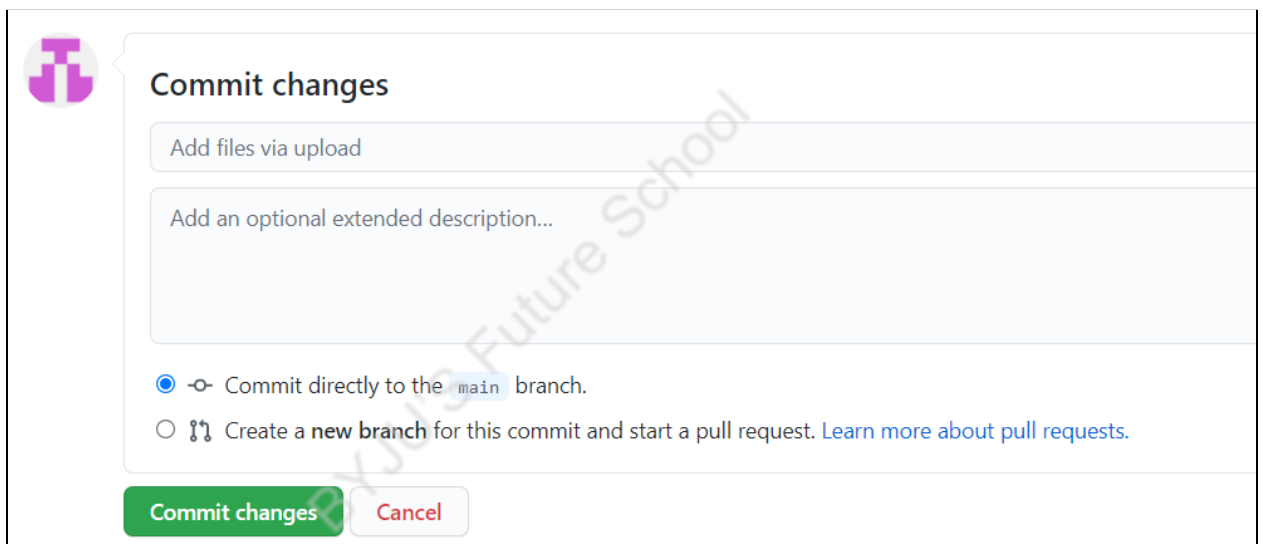 Commit changes
Add files via upload
Add an optional extended description...
Commit directly to the main branch.
Create a new branch for this commit and start a pull request. Learn more about pull requests.
Commit changes
Cancel
BYJU'S Future School